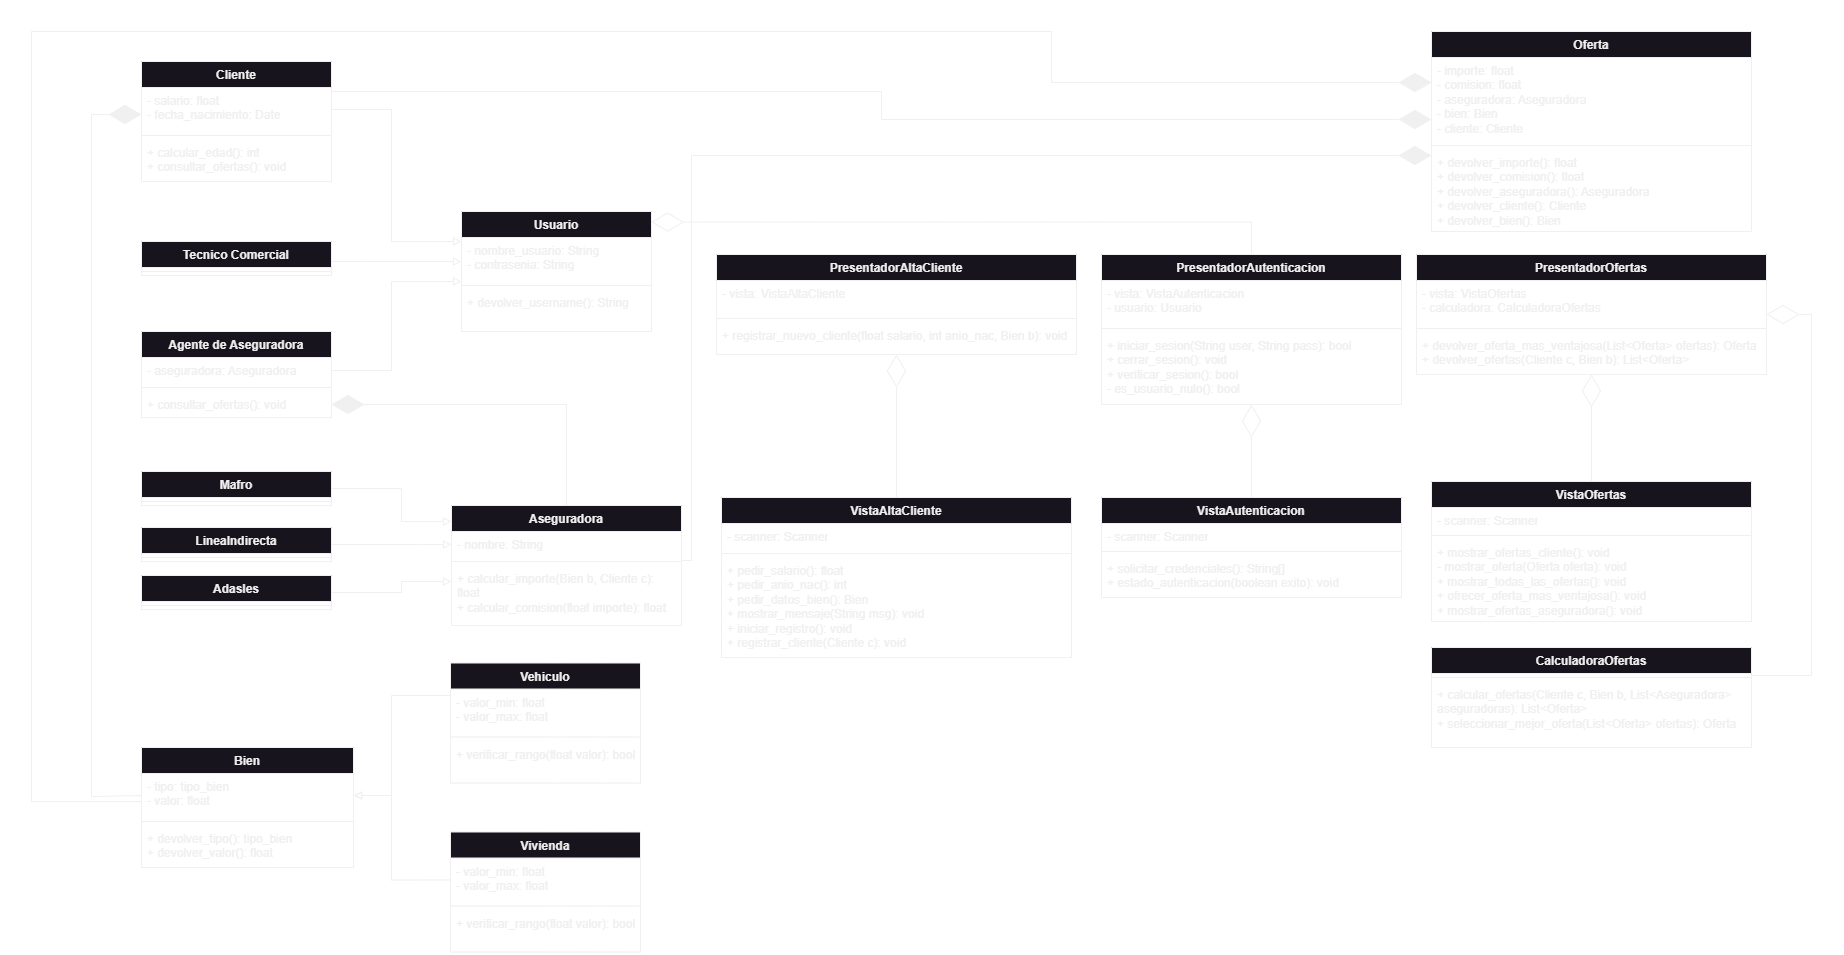 Oferta
- importe: float
- comision: float
- aseguradora: Aseguradora
- bien: Bien
- cliente: Cliente
+ devolver_importe(): float
+ devolver_comision(): float
+ devolver_aseguradora(): Aseguradora
+ devolver_cliente(): Cliente
+ devolver_bien(): Bien
Cliente
- salario: float
- fecha_nacimiento: Date
+ calcular_edad(): int
+ consultar_ofertas(): void
Usuario
- nombre_usuario: String
- contrasenia: String
+ devolver_username(): String
Tecnico Comercial
PresentadorAltaCliente
- vista: VistaAltaCliente
+ registrar_nuevo_cliente(float salario, int anio_nac, Bien b): void
PresentadorAutenticacion
- vista: VistaAutenticacion
- usuario: Usuario
+ iniciar_sesion(String user, String pass): bool
+ cerrar_sesion(): void
+ verificar_sesion(): bool
- es_usuario_nulo(): bool
PresentadorOfertas
- vista: VistaOfertas
- calculadora: CalculadoraOfertas
+ devolver_oferta_mas_ventajosa(List<Oferta> ofertas): Oferta
+ devolver_ofertas(Cliente c, Bien b): List<Oferta>
Agente de Aseguradora
- aseguradora: Aseguradora
+ consultar_ofertas(): void
Mafro
LineaIndirecta
Adasles
Aseguradora
- nombre: String
+ calcular_importe(Bien b, Cliente c):
float
+ calcular_comision(float importe): float
VistaAltaCliente
- scanner: Scanner
+ pedir_salario(): float
+ pedir_anio_nac(): int
+ pedir_datos_bien(): Bien
+ mostrar_mensaje(String msg): void
+ iniciar_registro(): void
+ registrar_cliente(Cliente c): void
VistaAutenticacion
- scanner: Scanner
+ solicitar_credenciales(): String[]
+ estado_autenticacion(boolean exito): void
VistaOfertas
- scanner: Scanner
+ mostrar_ofertas_cliente(): void
- mostrar_oferta(Oferta oferta): void
+ mostrar_todas_las_ofertas(): void
+ ofrecer_oferta_mas_ventajosa(): void
+ mostrar_ofertas_aseguradora(): void
CalculadoraOfertas
+ calcular_ofertas(Cliente c, Bien b, List<Aseguradora>
aseguradoras): List<Oferta>
+ seleccionar_mejor_oferta(List<Oferta> ofertas): Oferta
Vehiculo
- valor_min: float
- valor_max: float
+ verificar_rango(float valor): bool
Bien
- tipo: tipo_bien
- valor: float
+ devolver_tipo(): tipo_bien
+ devolver_valor(): float
Vivienda
- valor_min: float
- valor_max: float
+ verificar_rango(float valor): bool